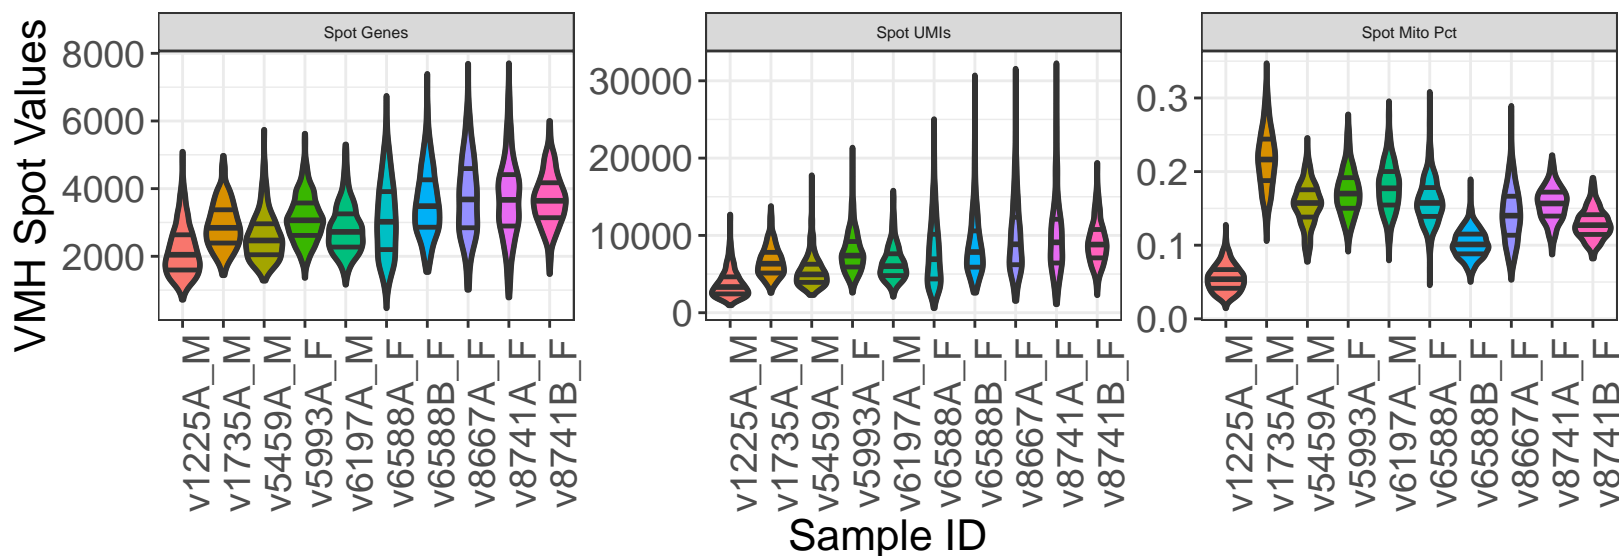 VMH Spot Values
Spot Genes
8000
6000
4000
2000
v1225A_M
v1735A_M
v5459A_M
v5993A_F
v6197A_M
v6588A_F
v6588B_F
v8667A_F
v8741A_F
v8741B_F
Spot UMIs
30000
20000
10000
0
v1225A_M
v1735A_M
v5459A_M
v5993A_F
v6197A_M
v6588A_F
v6588B_F
v8667A_F
v8741A_F
v8741B_F
Spot Mito Pct
0.3
0.2
0.1
0.0
v1225A_M
v1735A_M
v5459A_M
v5993A_F
v6197A_M
v6588A_F
v6588B_F
v8667A_F
v8741A_F
v8741B_F
Sample ID